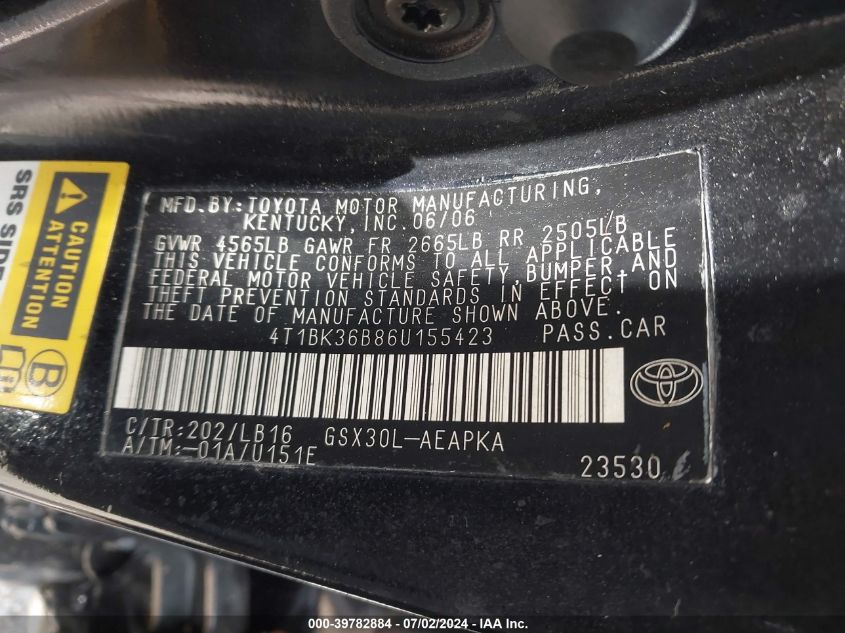 MFD.BY:TOYOTA MOTOR MANUFACTURING,
KENTUCKY, INC. 06/06
GVWR 4565LB GAWR FR 2665LB RR 2505LB
THIS VEHICLE CONFORMS TO ALL APPLICABLE
FEDERAL MOTOR VEHICLE SAFETY, BUMPER, AND
THEFT PREVENTION STANDARDS IN EFFECT ON
THE DATE OF MANUFACTURE SHOWN ABOVE.
4T1BK36B86U155423 PASS.CAR
C/TR:202/LB16 GSX30L-AEAPKA
A/TM:-01A/U151E
23530
SRS SIDE
CAUTION
ATTENTION
B
000-39782884 - 07/02/2024 - IAA Inc.